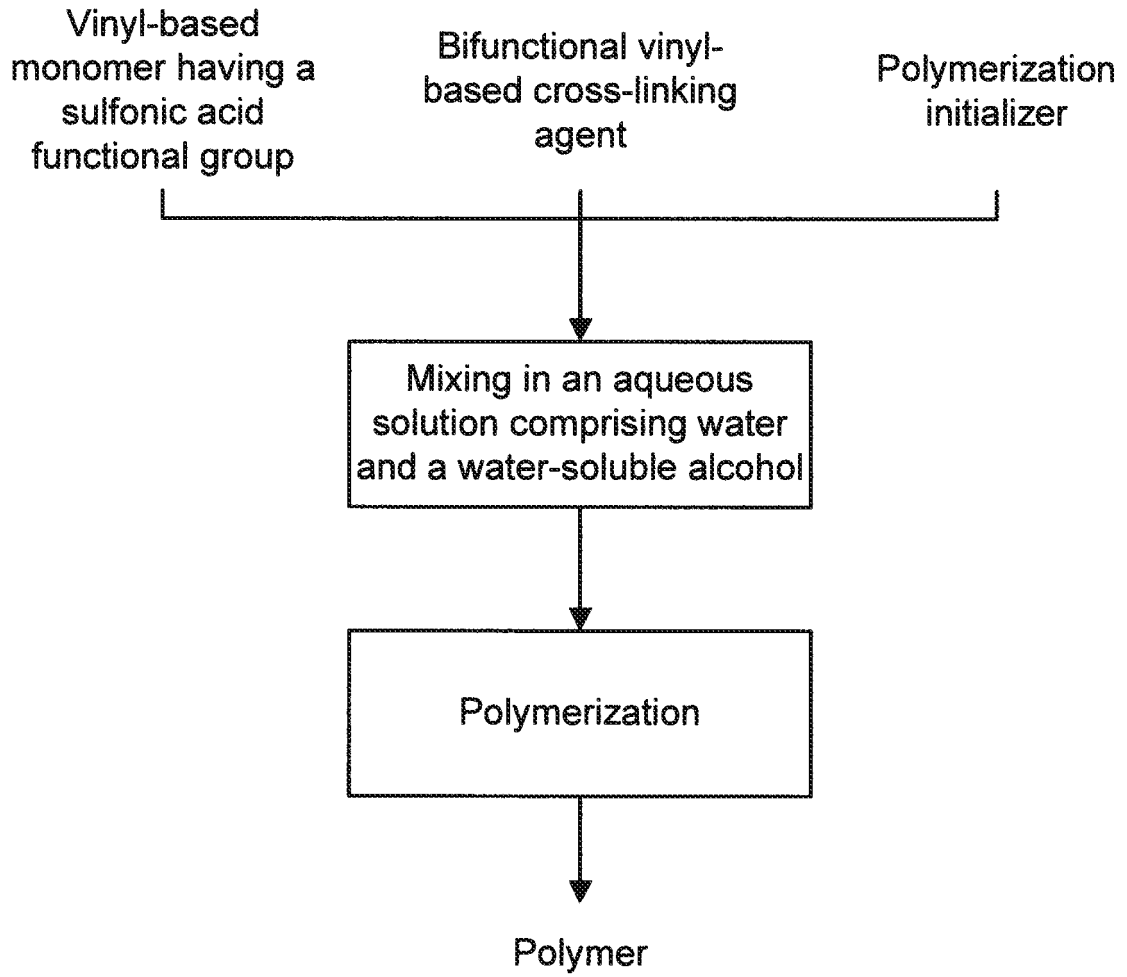 Vinyl-based
monomer having a
sulfonic acid
functional group
Bifunctional vinyl-
based cross-linking
agent
Polymerization
initializer
Mixing in an aqueous
solution comprising water
and a water-soluble alcohol
Polymerization
Polymer